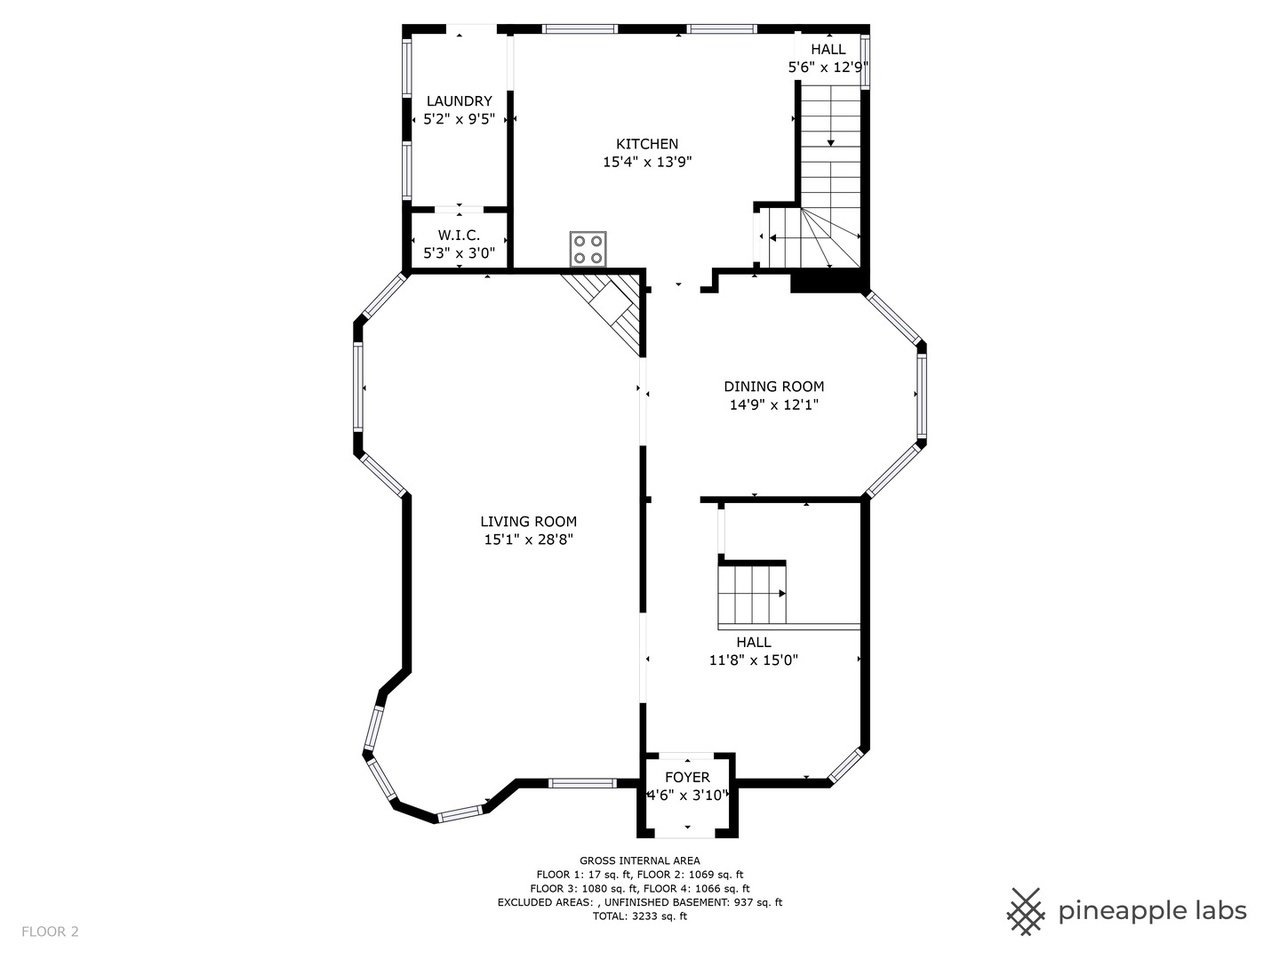 HALL
5'6" x 12'9"
LAUNDRY
5'2" x 9'5"
KITCHEN
15'4" x 13'9"
W.I.C.
5'3" x 3'0"
DINING ROOM
14'9" x 12'1"
LIVING ROOM
15'1" x 28'8"
HALL
11'8" x 15'0"
FOYER
4'6" x 3'10"
GROSS INTERNAL AREA
FLOOR 1: 17 sq. ft, FLOOR 2: 1069 sq. ft
FLOOR 3: 1080 sq. ft, FLOOR 4: 1066 sq. ft
EXCLUDED AREAS: , UNFINISHED BASEMENT: 937 sq. ft
TOTAL: 3233 sq. ft
pineapple labs
FLOOR 2